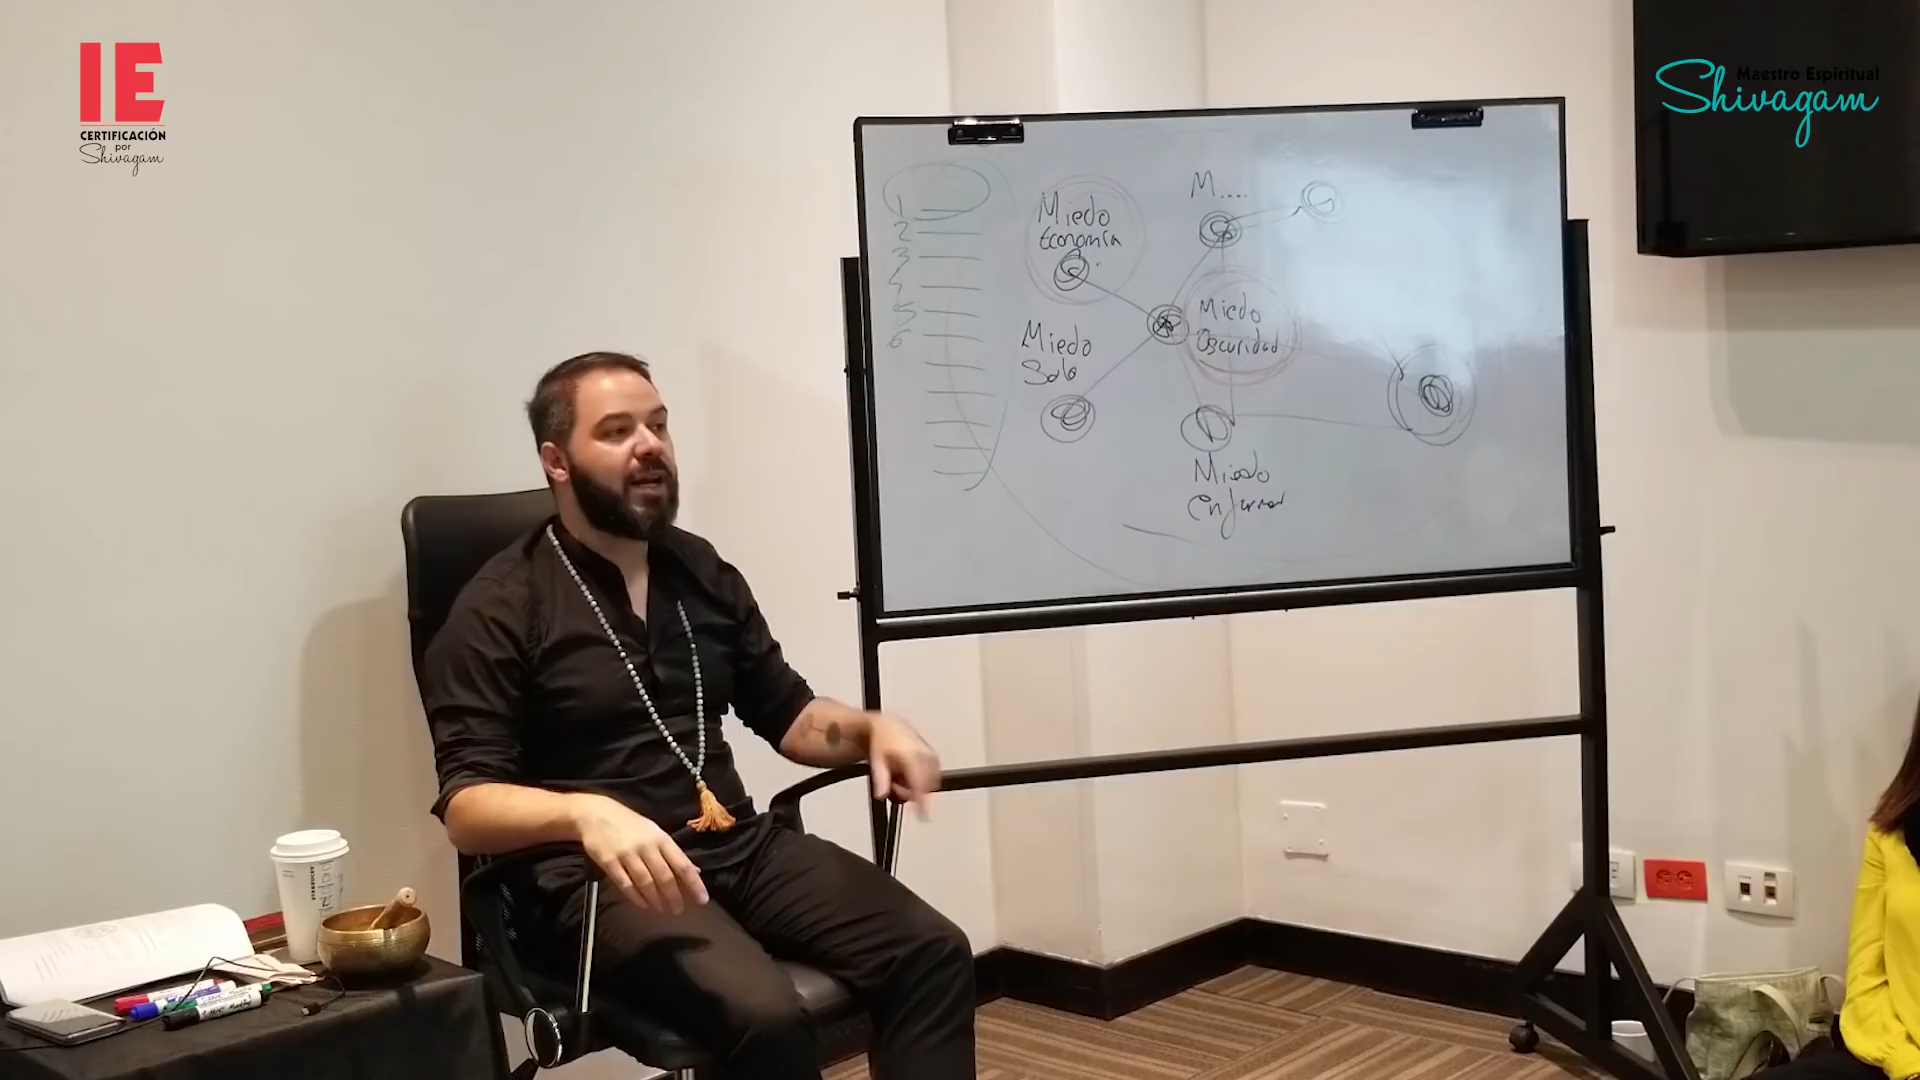 IE
CERTIFICACIÓN
por
Shivagam
Maestro Espiritual
Shivagam
1
2
3
4
5
6
Miedo
Economía
M....
Miedo
Oscuridad
Miedo
Solo
Miedo
Enfermar
STARBUCKS